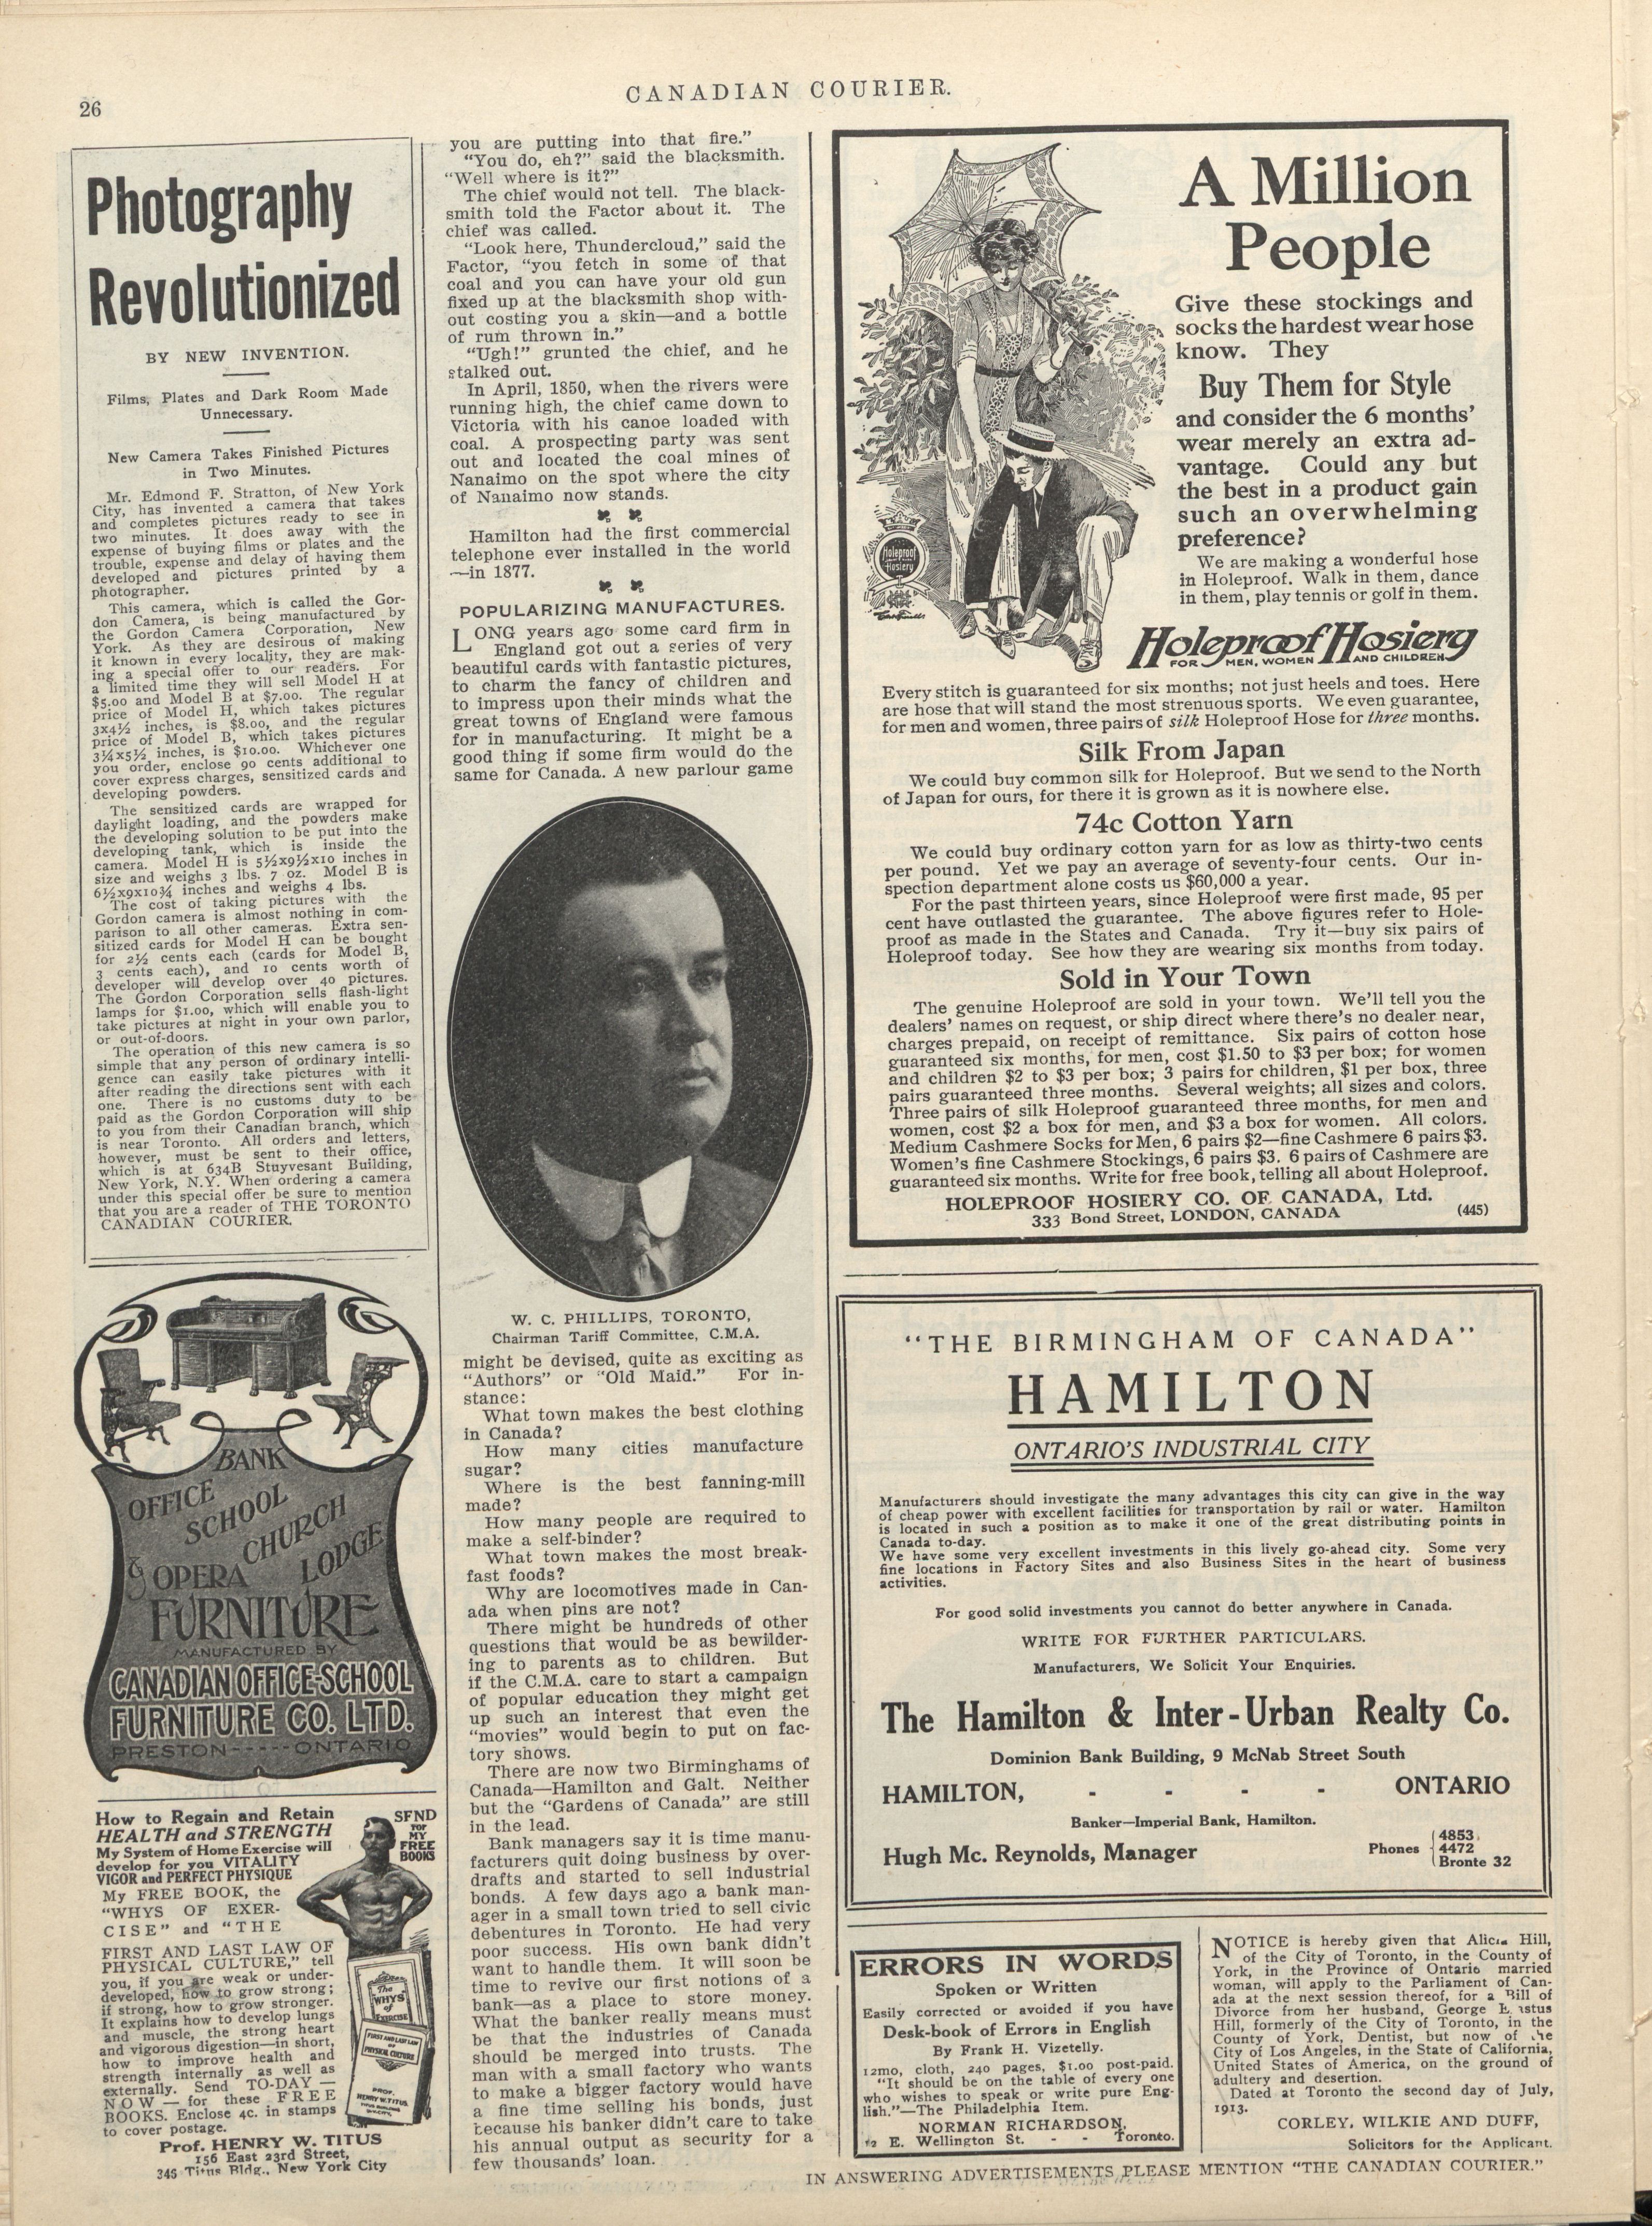 26
CANADIAN COURIER.
Photography
Revolutionized
BY NEW INVENTION.
Films, Plates and Dark Room Made
Unnecessary.
New Camera Takes Finished Pictures
in Two Minutes.
Mr. Edmond F. Stratton, of New York
City, has invented a camera that takes
and completes pictures ready to see in
two minutes. It does away with the
expense of buying films or plates and the
trouble, expense and delay of having them
developed and pictures printed by a
photographer.
This camera, which is called the Gor-
don Camera, is being manufactured by
the Gordon Camera Corporation, New
York. As they are desirous of making
it known in every locality, they are mak-
ing a special offer to our readers. For
a limited time they will sell Model H at
$5.00 and Model B at $7.00. The regular
price of Model H, which takes pictures
3x4½ inches, is $8.00, and the regular
price of Model B, which takes pictures
3¼x5½ inches, is $10.00. Whichever one
you order, enclose 90 cents additional to
cover express charges, sensitized cards and
developing powders.
The sensitized cards are wrapped for
daylight loading, and the powders make
the developing solution to be put into the
developing tank, which is inside the
camera. Model H is 5½x9½x10 inches in
size and weighs 3 lbs. 7 oz. Model B is
6½x9x10¾ inches and weighs 4 lbs.
The cost of taking pictures with the
Gordon camera is almost nothing in com-
parison to all other cameras. Extra sen-
sitized cards for Model H can be bought
for 2½ cents each (cards for Model B,
3 cents each), and 10 cents worth of
developer will develop over 40 pictures.
The Gordon Corporation sells flash-light
lamps for $1.00, which will enable you to
take pictures at night in your own parlor,
or out-of-doors.
The operation of this new camera is so
simple that any person of ordinary intelli-
gence can easily take pictures with it
after reading the directions sent with each
one. There is no customs duty to be
paid as the Gordon Corporation will ship
to you from their Canadian branch, which
is near Toronto. All orders and letters,
however, must be sent to their office,
which is at 634B Stuyvesant Building,
New York, N.Y. When ordering a camera
under this special offer be sure to mention
that you are a reader of THE TORONTO
CANADIAN COURIER.
BANK
OFFICE
SCHOOL
CHURCH
& OPERA
LODGE
FURNITURE
MANUFACTURED BY
CANADIAN OFFICE-SCHOOL
FURNITURE CO. LTD.
PRESTON-----ONTARIO
How to Regain and Retain
HEALTH and STRENGTH
My System of Home Exercise will
develop for you VITALITY
VIGOR and PERFECT PHYSIQUE
SEND
FOR
MY
FREE
BOOKS
My FREE BOOK, the
"WHYS OF EXER-
CISE" and "THE
FIRST AND LAST LAW OF
PHYSICAL CULTURE," tell
you, if you are weak or under-
developed, how to grow strong;
if strong, how to grow stronger.
It explains how to develop lungs
and muscle, the strong heart
and vigorous digestion—in short,
how to improve health and
strength internally as well as
externally. Send TO-DAY —
NOW — for these FREE
BOOKS. Enclose 4c. in stamps
to cover postage.
Prof. HENRY W. TITUS
156 East 23rd Street,
346 Titus Bldg., New York City
The
WHYS
of
EXERCISE
FIRST AND LAST LAW
OF
PHYSICAL CULTURE
PROF.
HENRY W. TITUS
you are putting into that fire."
"You do, eh?" said the blacksmith.
"Well where is it?"
The chief would not tell. The black-
smith told the Factor about it. The
chief was called.
"Look here, Thundercloud," said the
Factor, "you fetch in some of that
coal and you can have your old gun
fixed up at the blacksmith shop with-
out costing you a skin—and a bottle
of rum thrown in."
"Ugh!" grunted the chief, and he
stalked out.
In April, 1850, when the rivers were
running high, the chief came down to
Victoria with his canoe loaded with
coal. A prospecting party was sent
out and located the coal mines of
Nanaimo on the spot where the city
of Nanaimo now stands.
Hamilton had the first commercial
telephone ever installed in the world
—in 1877.
POPULARIZING MANUFACTURES.
LONG years ago some card firm in
England got out a series of very
beautiful cards with fantastic pictures,
to charm the fancy of children and
to impress upon their minds what the
great towns of England were famous
for in manufacturing. It might be a
good thing if some firm would do the
same for Canada. A new parlour game
W. C. PHILLIPS, TORONTO,
Chairman Tariff Committee, C.M.A.
might be devised, quite as exciting as
"Authors" or "Old Maid." For in-
stance:
What town makes the best clothing
in Canada?
How many cities manufacture
sugar?
Where is the best fanning-mill
made?
How many people are required to
make a self-binder?
What town makes the most break-
fast foods?
Why are locomotives made in Can-
ada when pins are not?
There might be hundreds of other
questions that would be as bewilder-
ing to parents as to children. But
if the C.M.A. care to start a campaign
of popular education they might get
up such an interest that even the
"movies" would begin to put on fac-
tory shows.
There are now two Birminghams of
Canada—Hamilton and Galt. Neither
but the "Gardens of Canada" are still
in the lead.
Bank managers say it is time manu-
facturers quit doing business by over-
drafts and started to sell industrial
bonds. A few days ago a bank man-
ager in a small town tried to sell civic
debentures in Toronto. He had very
poor success. His own bank didn't
want to handle them. It will soon be
time to revive our first notions of a
bank—as a place to store money.
What the banker really means must
be that the industries of Canada
should be merged into trusts. The
man with a small factory who wants
to make a bigger factory would have
a fine time selling his bonds, just
because his banker didn't care to take
his annual output as security for a
few thousands' loan.
A Million
People
Give these stockings and
socks the hardest wear hose
know. They
Buy Them for Style
and consider the 6 months'
wear merely an extra ad-
vantage. Could any but
the best in a product gain
such an overwhelming
preference?
We are making a wonderful hose
in Holeproof. Walk in them, dance
in them, play tennis or golf in them.
Holeproof
Hosiery
Holeproof Hosiery
FOR MEN, WOMEN AND CHILDREN
Every stitch is guaranteed for six months; not just heels and toes. Here
are hose that will stand the most strenuous sports. We even guarantee,
for men and women, three pairs of silk Holeproof Hose for three months.
Silk From Japan
We could buy common silk for Holeproof. But we send to the North
of Japan for ours, for there it is grown as it is nowhere else.
74c Cotton Yarn
We could buy ordinary cotton yarn for as low as thirty-two cents
per pound. Yet we pay an average of seventy-four cents. Our in-
spection department alone costs us $60,000 a year.
For the past thirteen years, since Holeproof were first made, 95 per
cent have outlasted the guarantee. The above figures refer to Hole-
proof as made in the States and Canada. Try it—buy six pairs of
Holeproof today. See how they are wearing six months from today.
Sold in Your Town
The genuine Holeproof are sold in your town. We'll tell you the
dealers' names on request, or ship direct where there's no dealer near,
charges prepaid, on receipt of remittance. Six pairs of cotton hose
guaranteed six months, for men, cost $1.50 to $3 per box; for women
and children $2 to $3 per box; 3 pairs for children, $1 per box, three
pairs guaranteed three months. Several weights; all sizes and colors.
Three pairs of silk Holeproof guaranteed three months, for men and
women, cost $2 a box for men, and $3 a box for women. All colors.
Medium Cashmere Socks for Men, 6 pairs $2—fine Cashmere 6 pairs $3.
Women's fine Cashmere Stockings, 6 pairs $3. 6 pairs of Cashmere are
guaranteed six months. Write for free book, telling all about Holeproof.
HOLEPROOF HOSIERY CO. OF CANADA, Ltd.
333 Bond Street, LONDON, CANADA
(445)
"THE BIRMINGHAM OF CANADA"
HAMILTON
ONTARIO'S INDUSTRIAL CITY
Manufacturers should investigate the many advantages this city can give in the way
of cheap power with excellent facilities for transportation by rail or water. Hamilton
is located in such a position as to make it one of the great distributing points in
Canada to-day.
We have some very excellent investments in this lively go-ahead city. Some very
fine locations in Factory Sites and also Business Sites in the heart of business
activities.
For good solid investments you cannot do better anywhere in Canada.
WRITE FOR FURTHER PARTICULARS.
Manufacturers, We Solicit Your Enquiries.
The Hamilton & Inter-Urban Realty Co.
Dominion Bank Building, 9 McNab Street South
HAMILTON, - - - - ONTARIO
Banker—Imperial Bank, Hamilton.
Hugh Mc. Reynolds, Manager
Phones
4853
4472
Bronte 32
ERRORS IN WORDS
Spoken or Written
Easily corrected or avoided if you have
Desk-book of Errors in English
By Frank H. Vizetelly.
12mo, cloth, 240 pages, $1.00 post-paid.
"It should be on the table of every one
who wishes to speak or write pure Eng-
lish."—The Philadelphia Item.
NORMAN RICHARDSON,
12 E. Wellington St. - - Toronto.
NOTICE is hereby given that Alicia Hill,
of the City of Toronto, in the County of
York, in the Province of Ontario married
woman, will apply to the Parliament of Can-
ada at the next session thereof, for a Bill of
Divorce from her husband, George Erastus
Hill, formerly of the City of Toronto, in the
County of York, Dentist, but now of the
City of Los Angeles, in the State of California,
United States of America, on the ground of
adultery and desertion.
Dated at Toronto the second day of July,
1913.
CORLEY, WILKIE AND DUFF,
Solicitors for the Applicant.
IN ANSWERING ADVERTISEMENTS PLEASE MENTION "THE CANADIAN COURIER."